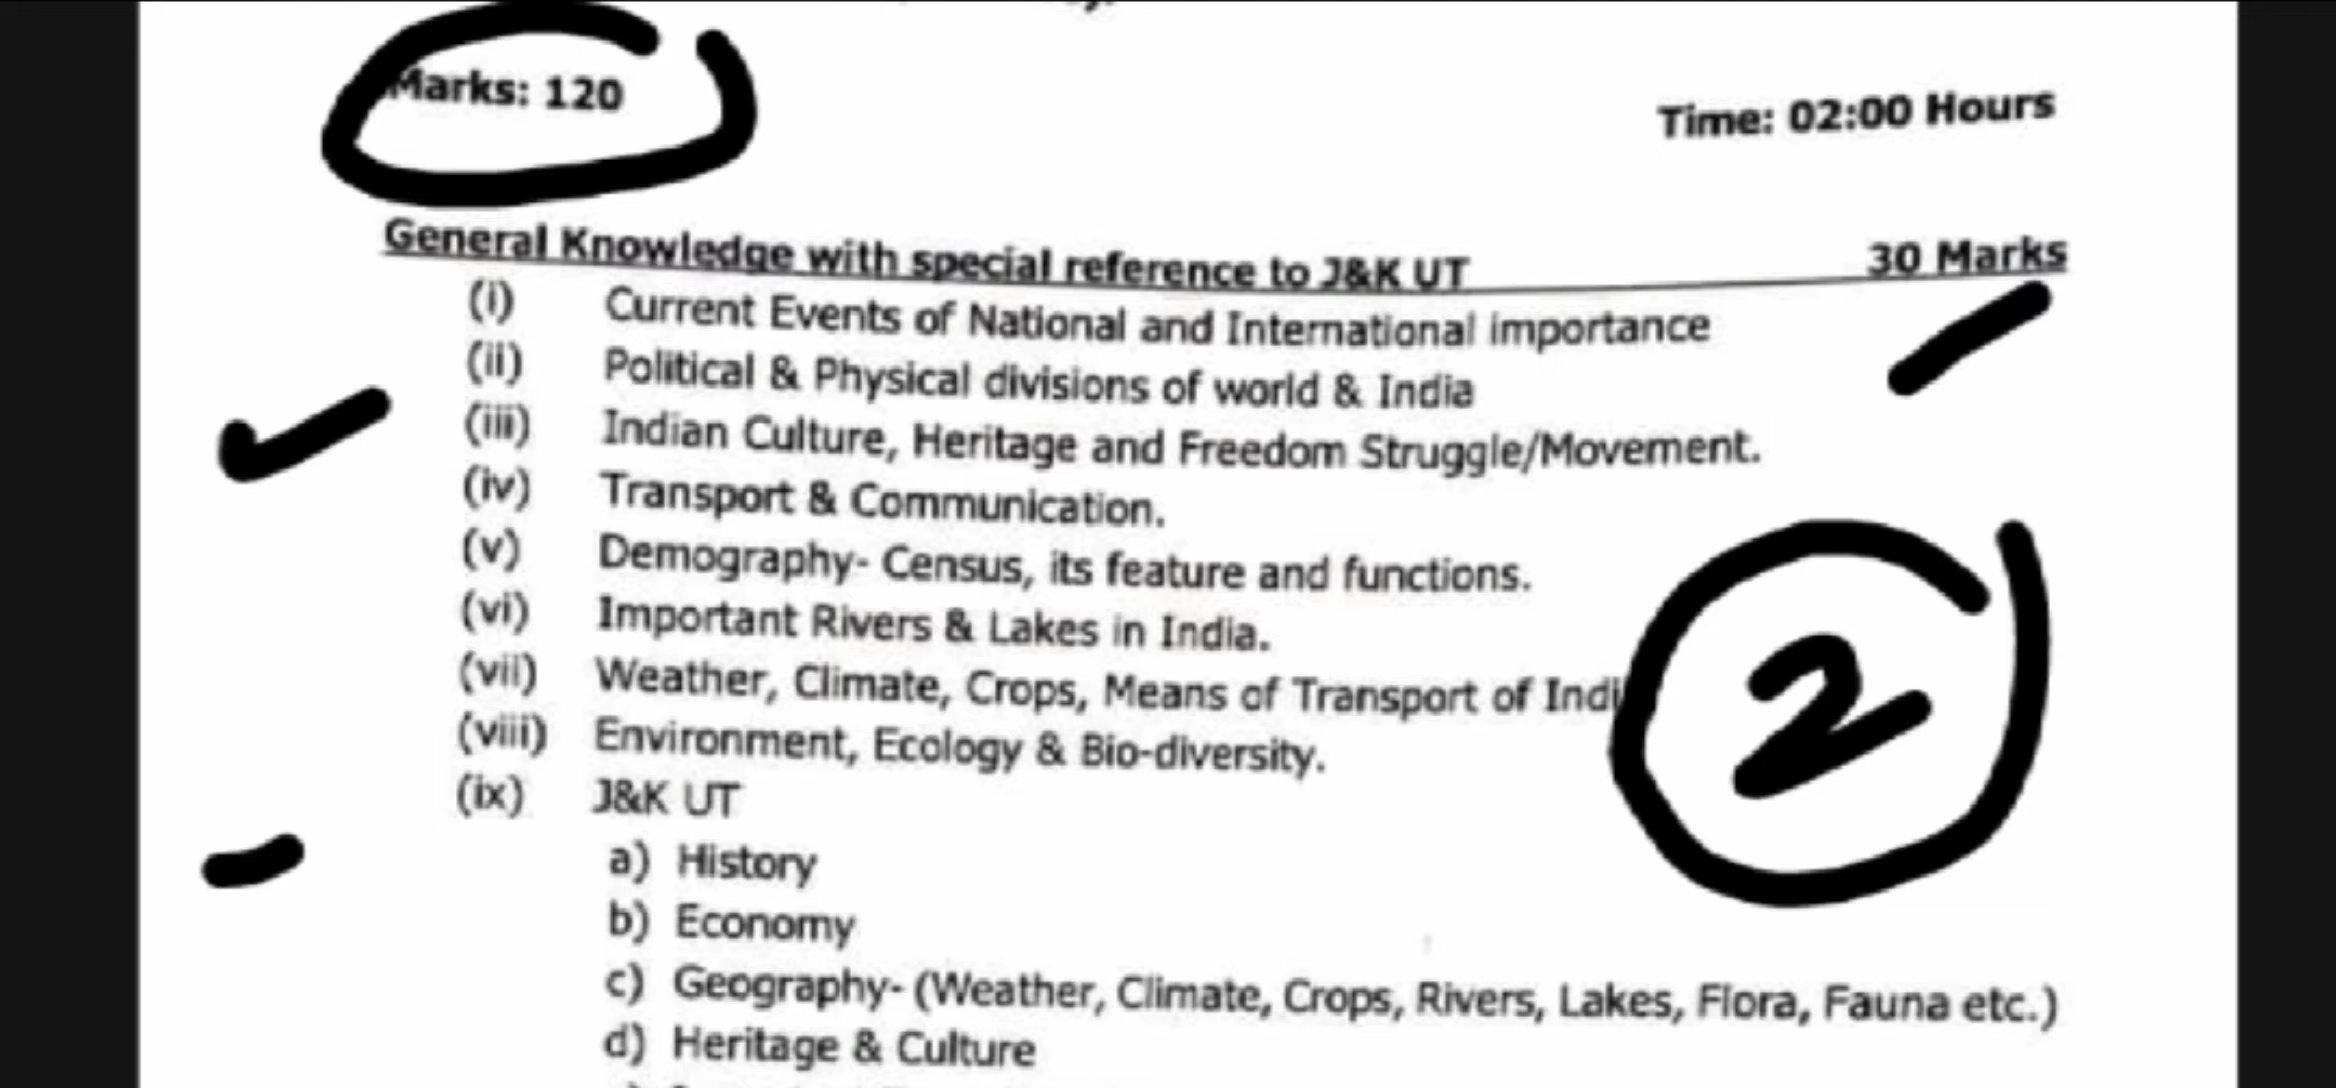 Marks: 120
Time: 02:00 Hours
General Knowledge with special reference to J&K UT 30 Marks
(i) Current Events of National and International importance
(ii) Political & Physical divisions of world & India
(iii) Indian Culture, Heritage and Freedom Struggle/Movement.
(iv) Transport & Communication.
(v) Demography- Census, its feature and functions.
(vi) Important Rivers & Lakes in India.
(vii) Weather, Climate, Crops, Means of Transport of Indi
2
(viii) Environment, Ecology & Bio-diversity.
(ix) J&K UT
a) History
b) Economy
c) Geography- (Weather, Climate, Crops, Rivers, Lakes, Flora, Fauna etc.)
d) Heritage & Culture